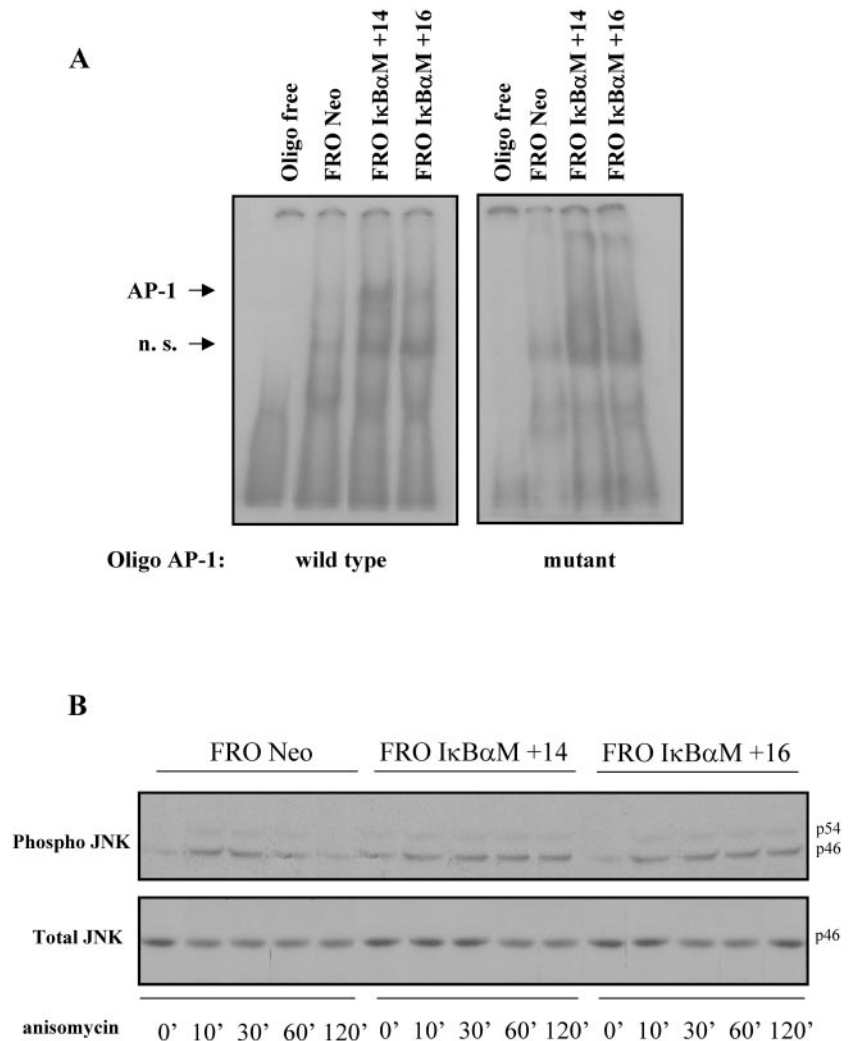 A
Oligo free
FRO Neo
FRO IκBαM +14
FRO IκBαM +16
Oligo free
FRO Neo
FRO IκBαM +14
FRO IκBαM +16
AP-1
n. s.
Oligo AP-1: wild type mutant
B
FRO Neo FRO IκBαM +14 FRO IκBαM +16
Phospho JNK
p54
p46
Total JNK
p46
anisomycin 0’ 10’ 30’ 60’ 120’ 0’ 10’ 30’ 60’ 120’ 0’ 10’ 30’ 60’ 120’